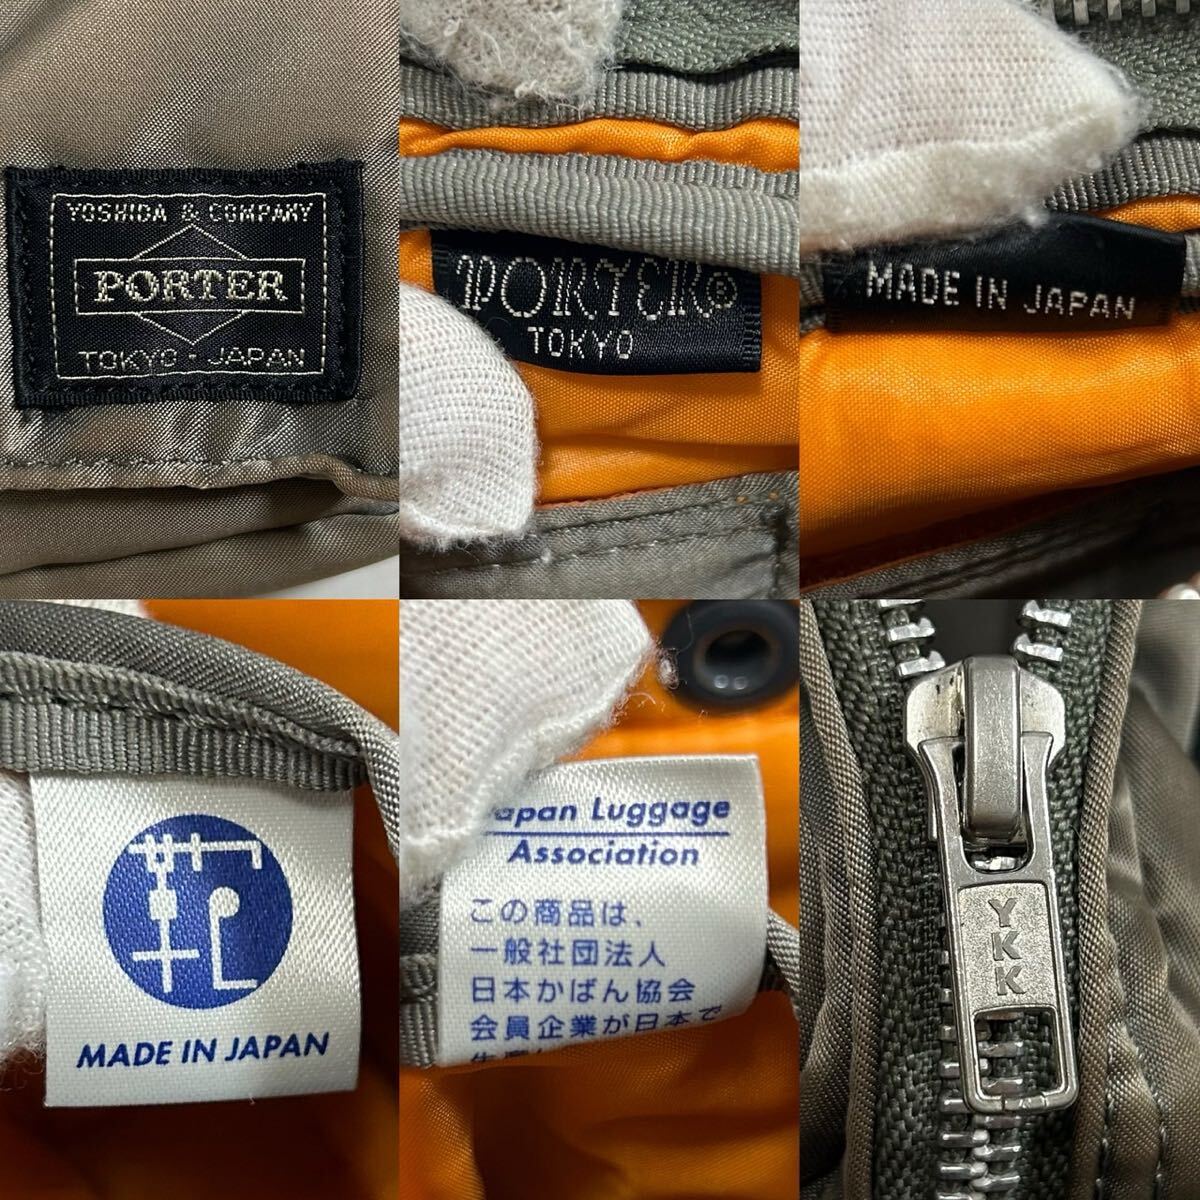 YOSHIDA & COMPANY
PORTER
TOKYO-JAPAN
PORTER®
TOKYO
MADE IN JAPAN
MADE IN JAPAN
apan Luggage
Association
この商品は、
一般社団法人
日本かばん協会
会員企業が日本で
YKK